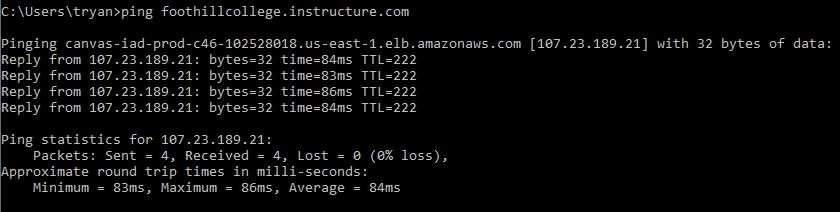 C:\Users\tryan>ping foothillcollege.instructure.com
Pinging canvas-iad-prod-c46-102528018.us-east-1.elb.amazonaws.com [107.23.189.21] with 32 bytes of data:
Reply from 107.23.189.21: bytes=32 time=84ms TTL=222
Reply from 107.23.189.21: bytes=32 time=83ms TTL=222
Reply from 107.23.189.21: bytes=32 time=86ms TTL=222
Reply from 107.23.189.21: bytes=32 time=84ms TTL=222
Ping statistics for 107.23.189.21:
    Packets: Sent = 4, Received = 4, Lost = 0 (0% loss),
Approximate round trip times in milli-seconds:
    Minimum = 83ms, Maximum = 86ms, Average = 84ms